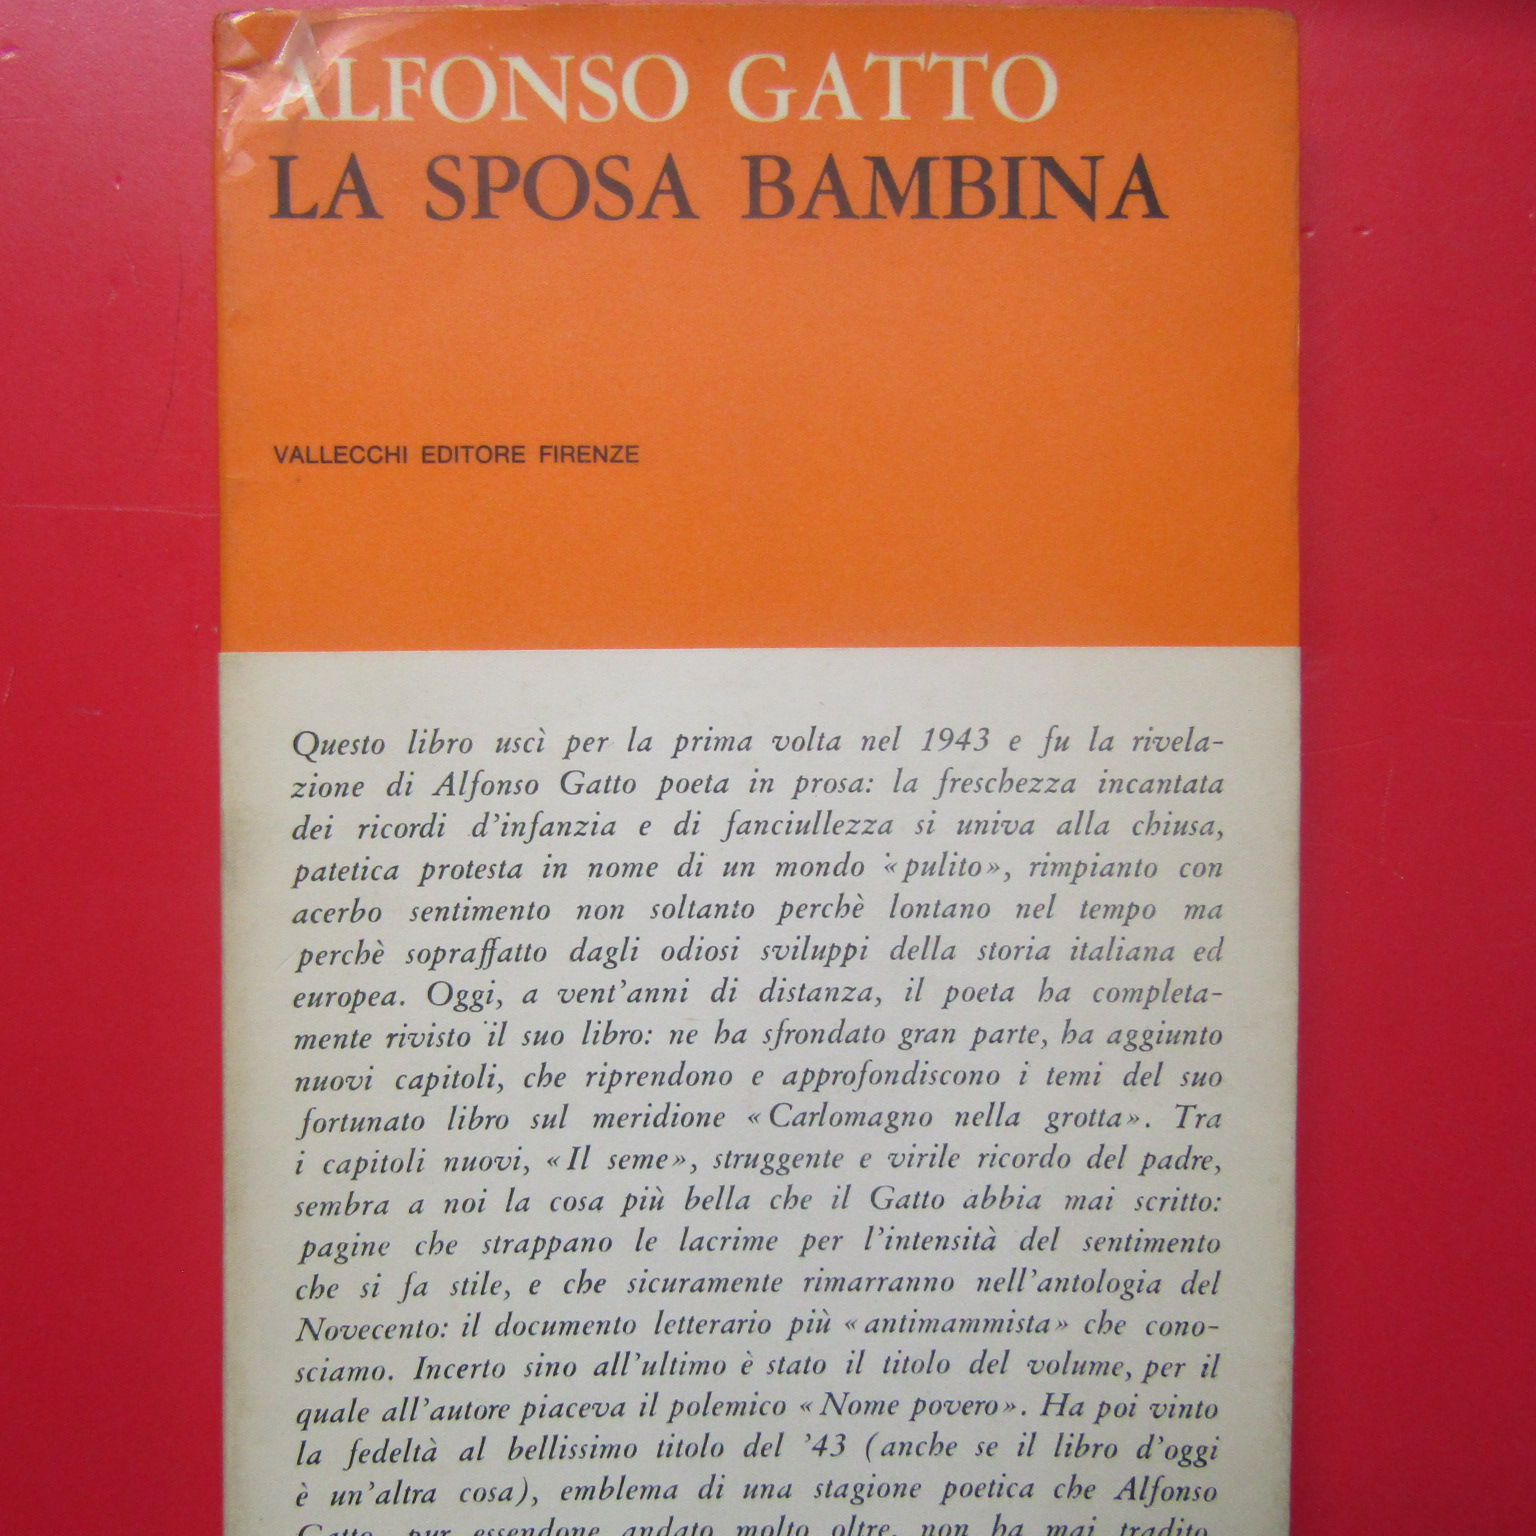 ALFONSO GATTO
LA SPOSA BAMBINA
VALLECCHI EDITORE FIRENZE
Questo libro uscì per la prima volta nel 1943 e fu la rivela-
zione di Alfonso Gatto poeta in prosa: la freschezza incantata
dei ricordi d'infanzia e di fanciullezza si univa alla chiusa,
patetica protesta in nome di un mondo «pulito», rimpianto con
acerbo sentimento non soltanto perchè lontano nel tempo ma
perchè sopraffatto dagli odiosi sviluppi della storia italiana ed
europea. Oggi, a vent'anni di distanza, il poeta ha completa-
mente rivisto il suo libro: ne ha sfrondato gran parte, ha aggiunto
nuovi capitoli, che riprendono e approfondiscono i temi del suo
fortunato libro sul meridione «Carlomagno nella grotta». Tra
i capitoli nuovi, «Il seme», struggente e virile ricordo del padre,
sembra a noi la cosa più bella che il Gatto abbia mai scritto:
pagine che strappano le lacrime per l'intensità del sentimento
che si fa stile, e che sicuramente rimarranno nell'antologia del
Novecento: il documento letterario più «antimammista» che cono-
sciamo. Incerto sino all'ultimo è stato il titolo del volume, per il
quale all'autore piaceva il polemico «Nome povero». Ha poi vinto
la fedeltà al bellissimo titolo del '43 (anche se il libro d'oggi
è un'altra cosa), emblema di una stagione poetica che Alfonso
Gatto, pur essendone andato molto oltre, non ha mai tradito.